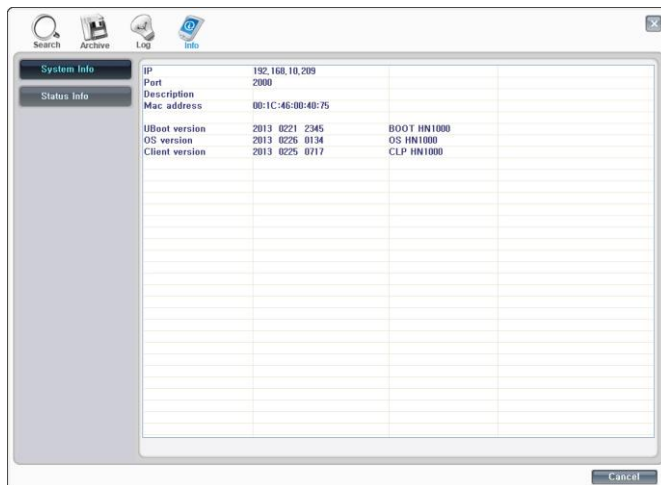 Search Archive Log Info
System Info
Status Info
IP 192,168,10,209
Port 2000
Description
Mac address 00:1C:46:00:40:75
UBoot version 2013 0221 2345 BOOT HN1000
OS version 2013 0226 0134 OS HN1000
Client version 2013 0225 0717 CLP HN1000
Cancel